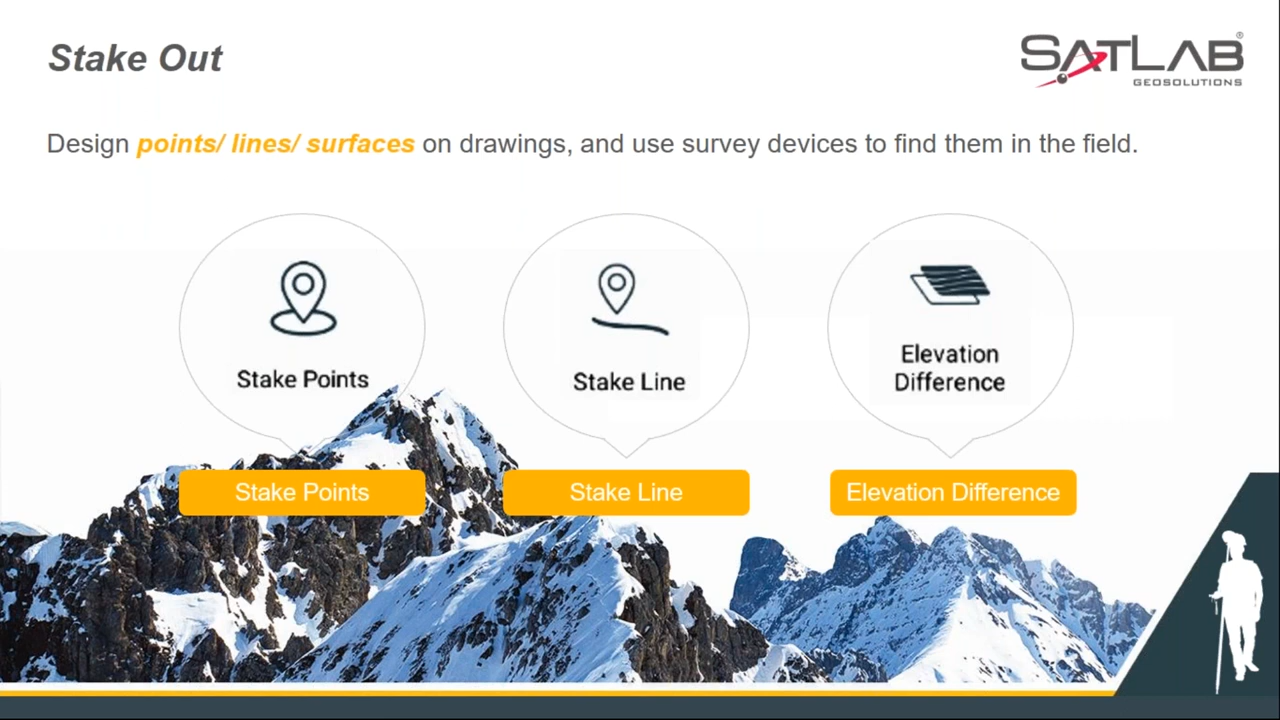 Stake Out
SATLAB®
GEOSOLUTIONS
Design points/ lines/ surfaces on drawings, and use survey devices to find them in the field.
Stake Points
Stake Line
Elevation
Difference
Stake Points
Stake Line
Elevation Difference